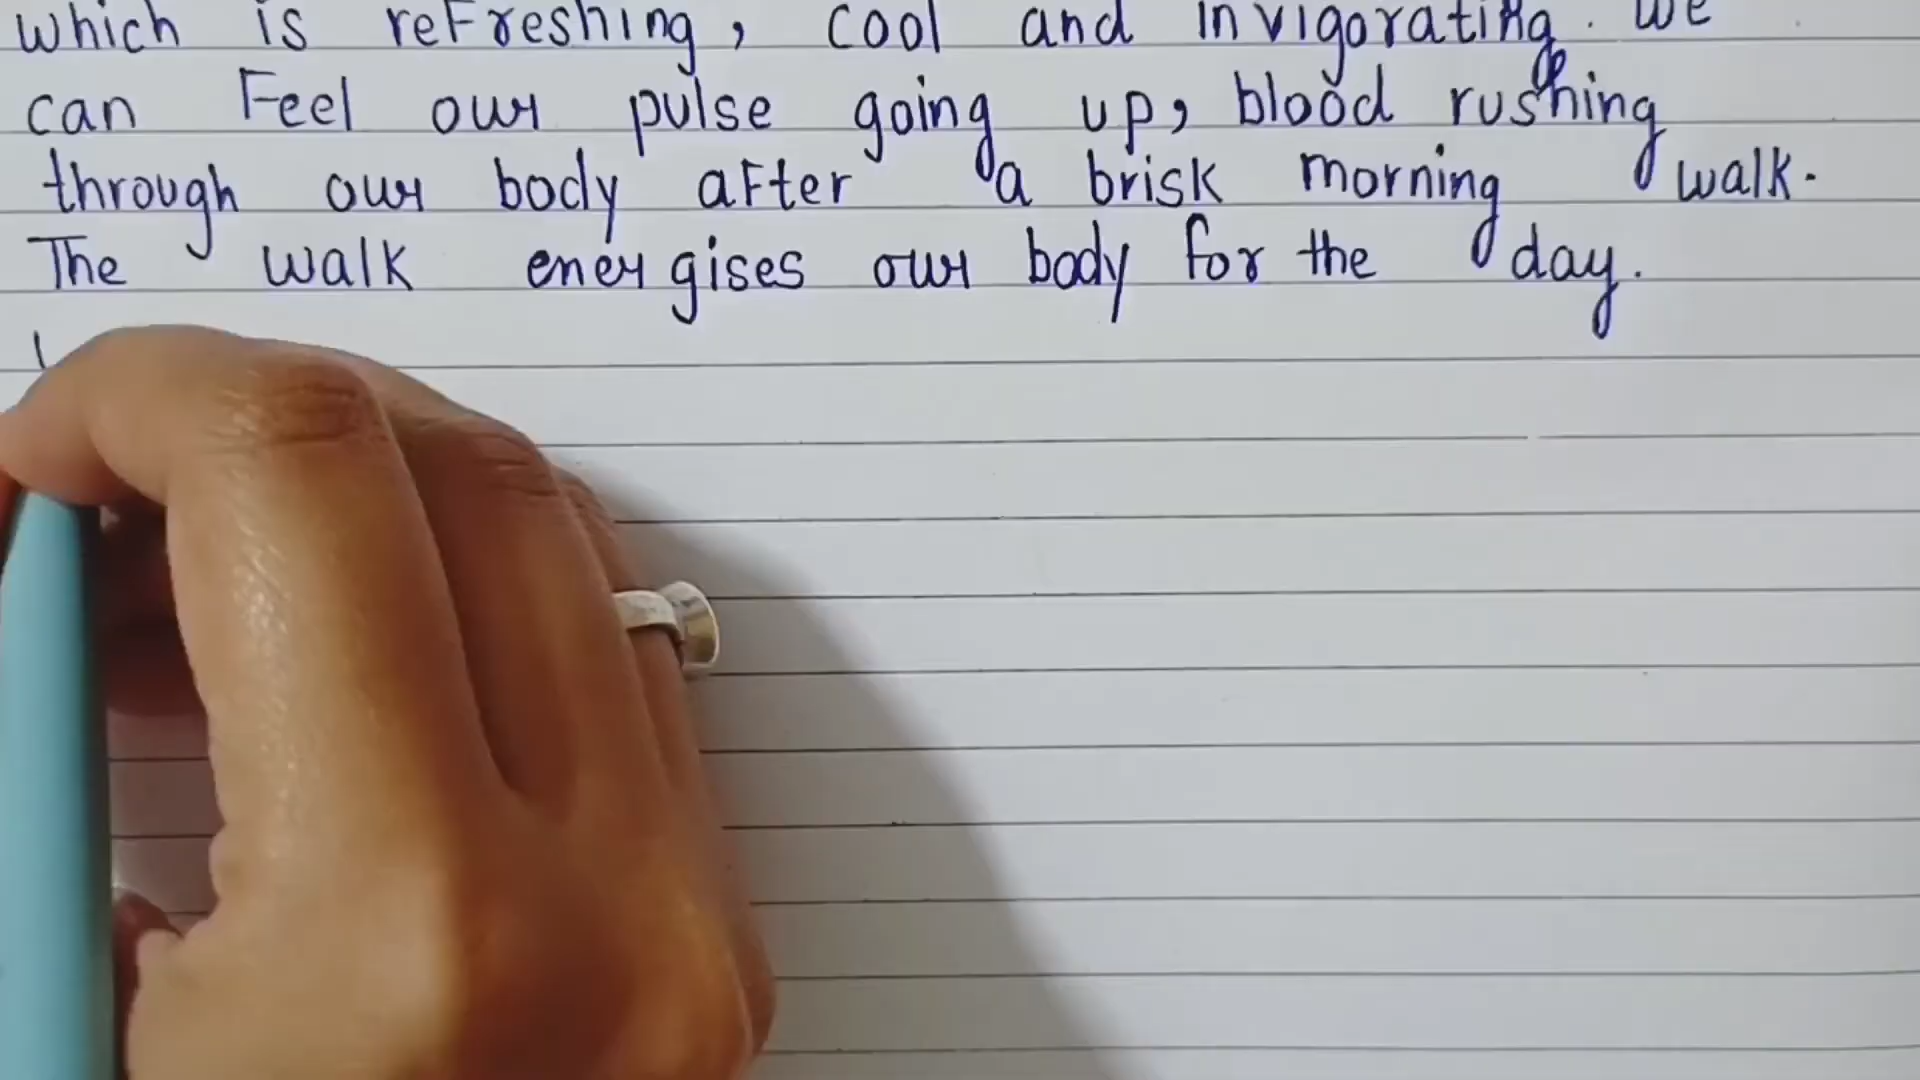 which is refreshing, cool and invigorating. We
can Feel our pulse going up, blood rushing
through our body after a brisk morning walk.
The walk energises our body for the day.